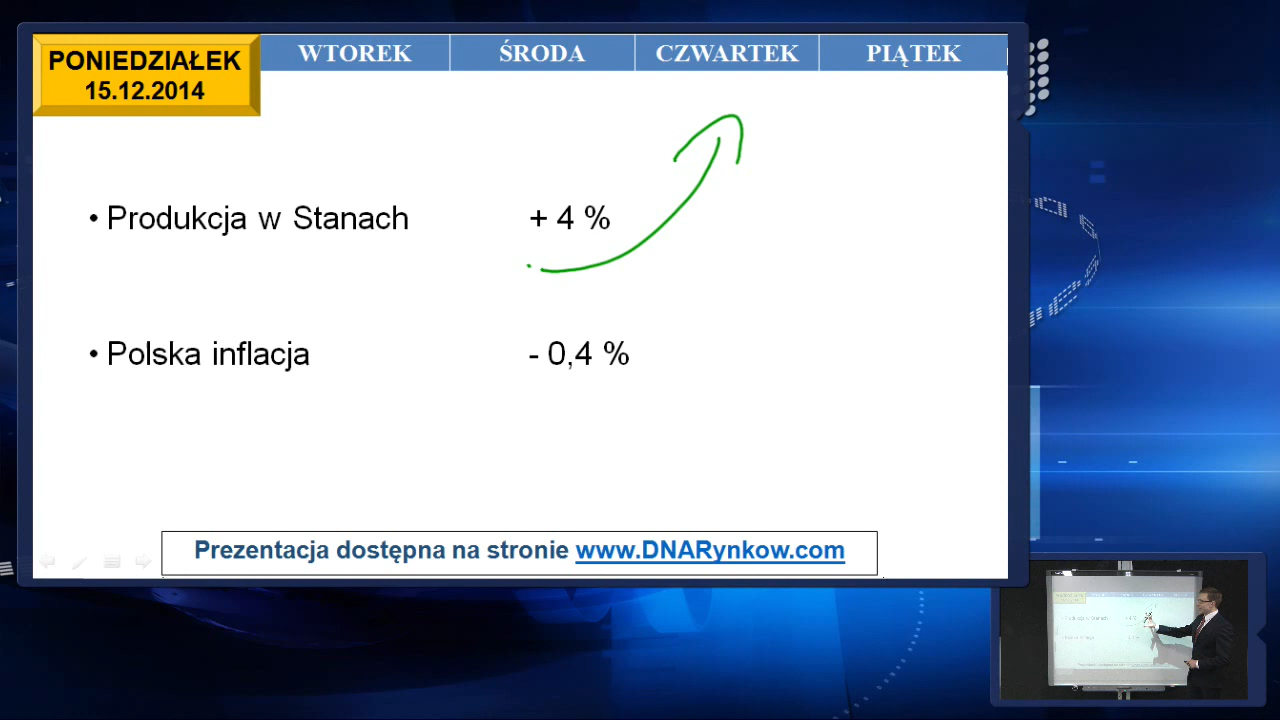 PONIEDZIAŁEK
15.12.2014
WTOREK
ŚRODA
CZWARTEK
PIĄTEK
• Produkcja w Stanach + 4 %
• Polska inflacja - 0,4 %
Prezentacja dostępna na stronie www.DNARynkow.com